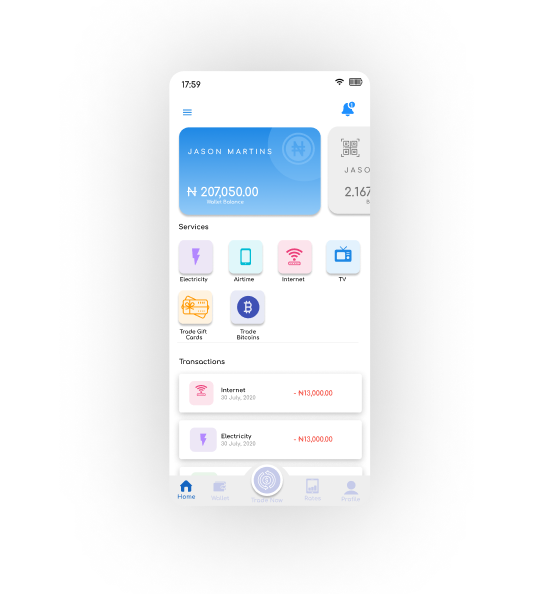 17:59
JASON MARTINS
JASO
₦ 207,050.00
2.167
Wallet Balance
Services
Electricity
Airtime
Internet
TV
Trade Gift
Cards
Trade
Bitcoins
Transactions
Internet
30 July, 2020
- ₦13,000.00
Electricity
30 July, 2020
- ₦13,000.00
Home
Wallet
Trade Now
Rates
Profile